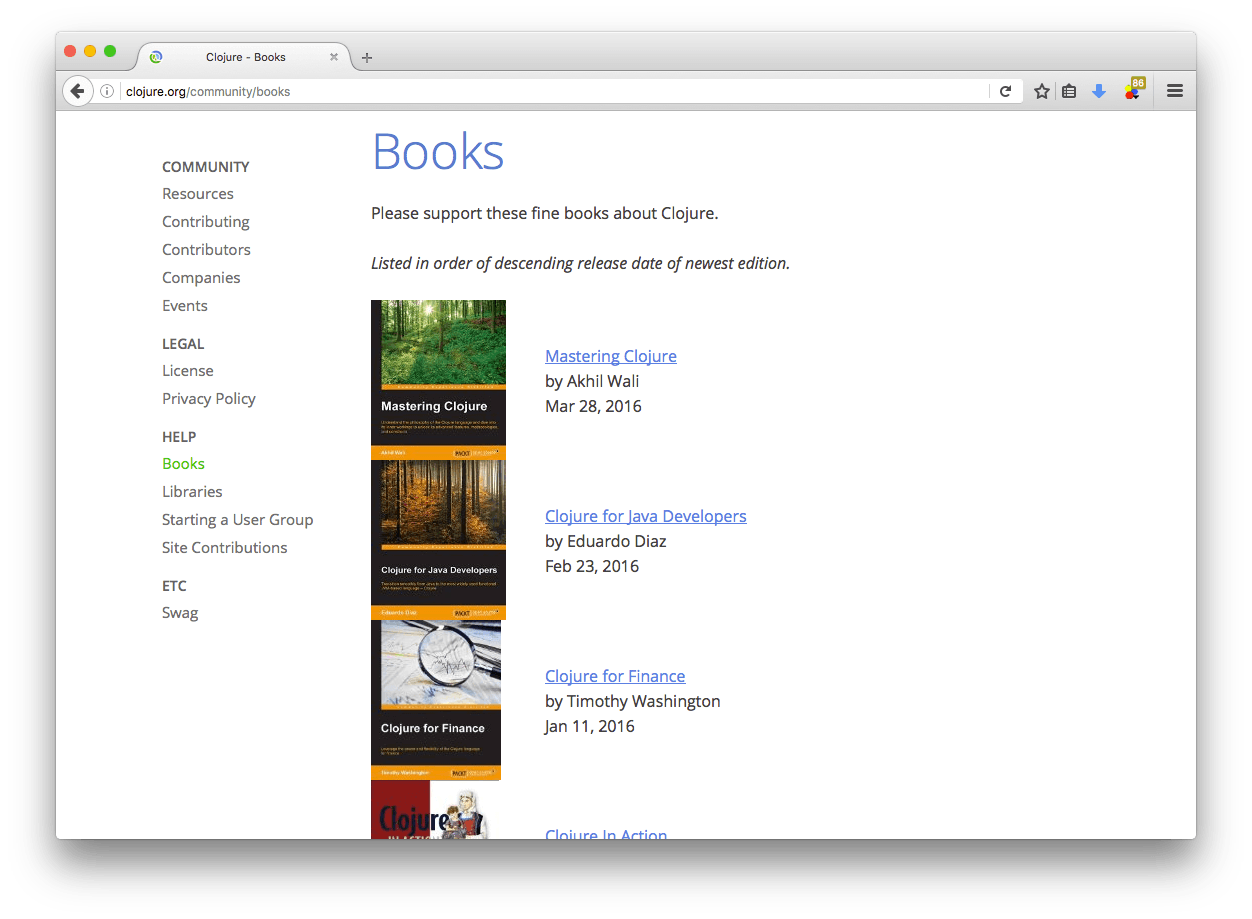 Clojure - Books
clojure.org/community/books
86
COMMUNITY
Resources
Contributing
Contributors
Companies
Events
LEGAL
License
Privacy Policy
HELP
Books
Libraries
Starting a User Group
Site Contributions
ETC
Swag
Books
Please support these fine books about Clojure.
Listed in order of descending release date of newest edition.
Mastering Clojure
Akhil Wali
PACKT
Mastering Clojure
by Akhil Wali
Mar 28, 2016
Clojure for Java Developers
Eduardo Díaz
PACKT
Clojure for Java Developers
by Eduardo Diaz
Feb 23, 2016
Clojure for Finance
Timothy Washington
PACKT
Clojure for Finance
by Timothy Washington
Jan 11, 2016
Clojure
IN ACTION
Clojure In Action